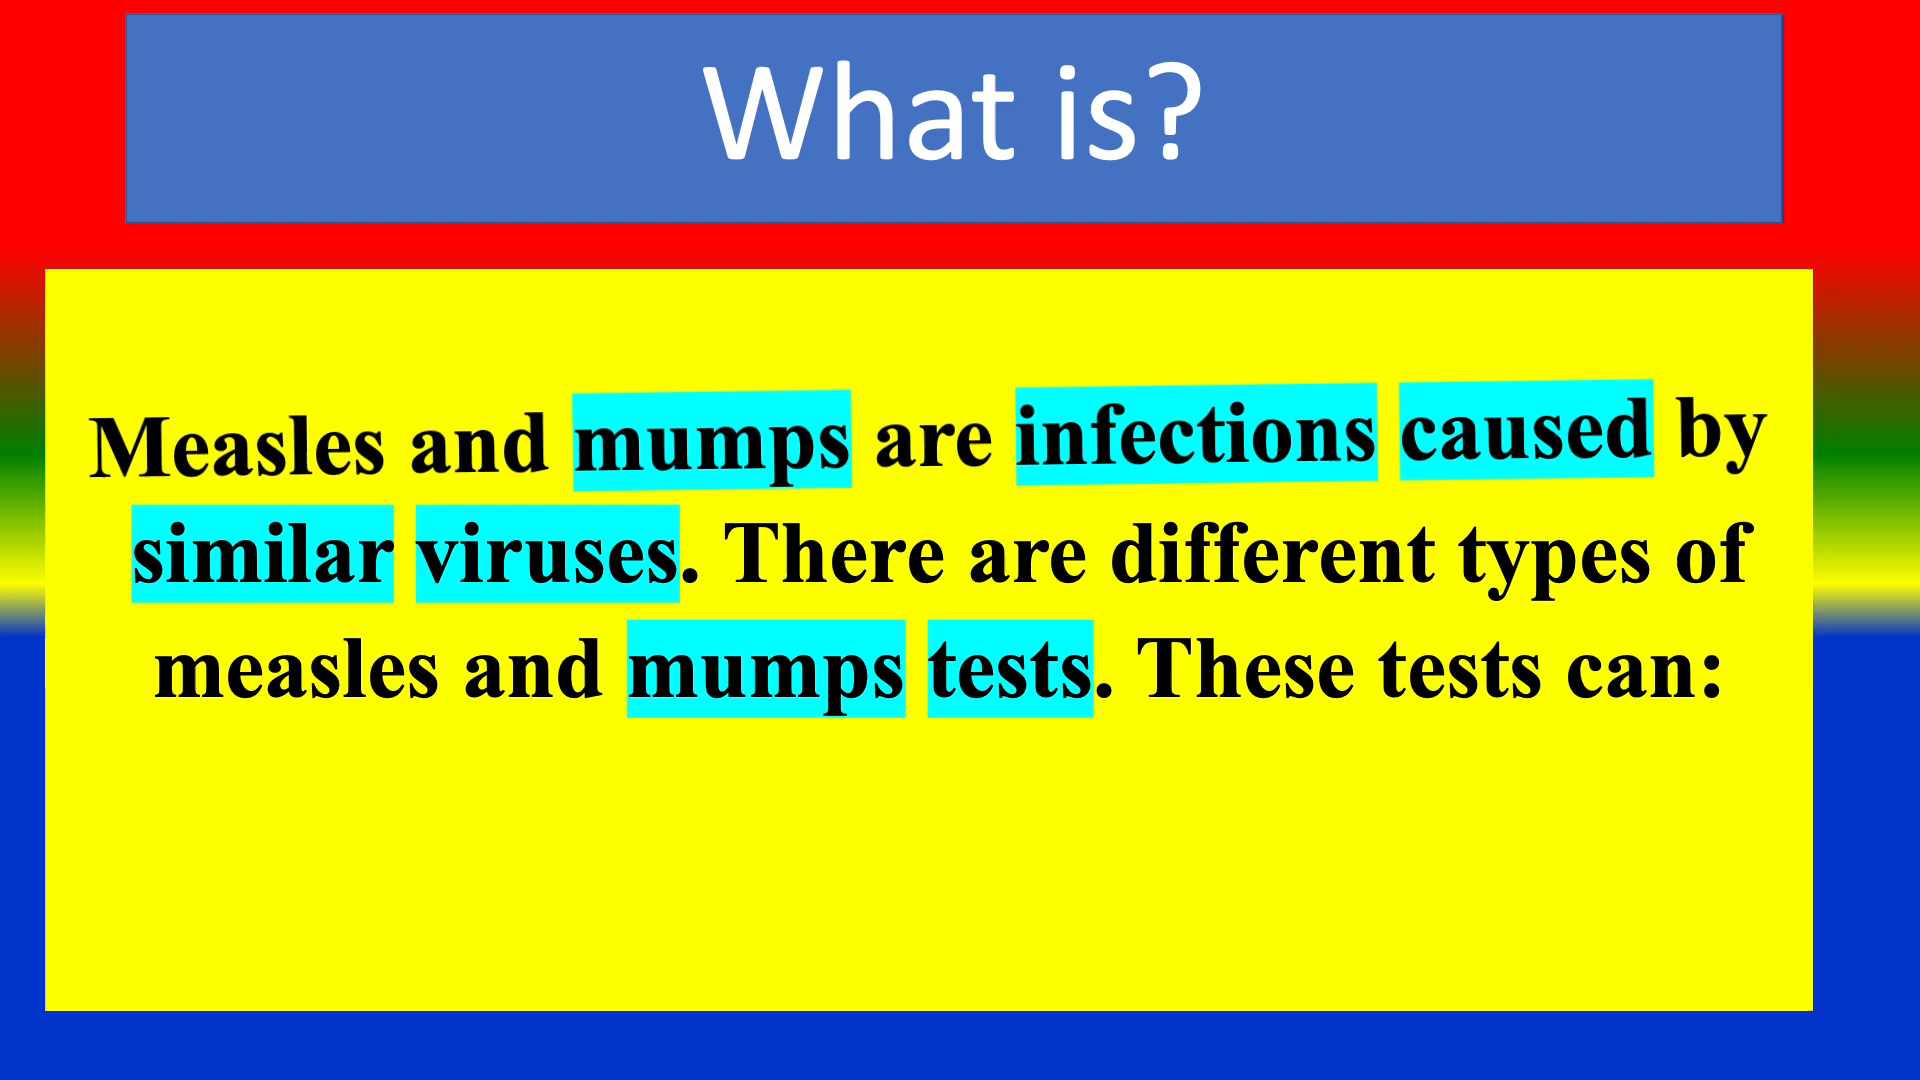 What is?
Measles and mumps are infections caused by
similar viruses. There are different types of
measles and mumps tests. These tests can: